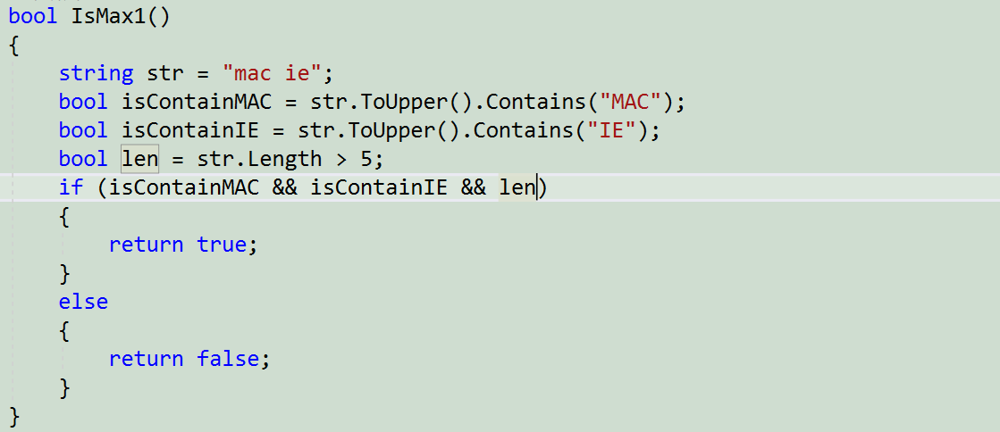 bool IsMax1()
{
    string str = "mac ie";
    bool isContainMAC = str.ToUpper().Contains("MAC");
    bool isContainIE = str.ToUpper().Contains("IE");
    bool len = str.Length > 5;
    if (isContainMAC && isContainIE && len)
    {
        return true;
    }
    else
    {
        return false;
    }
}